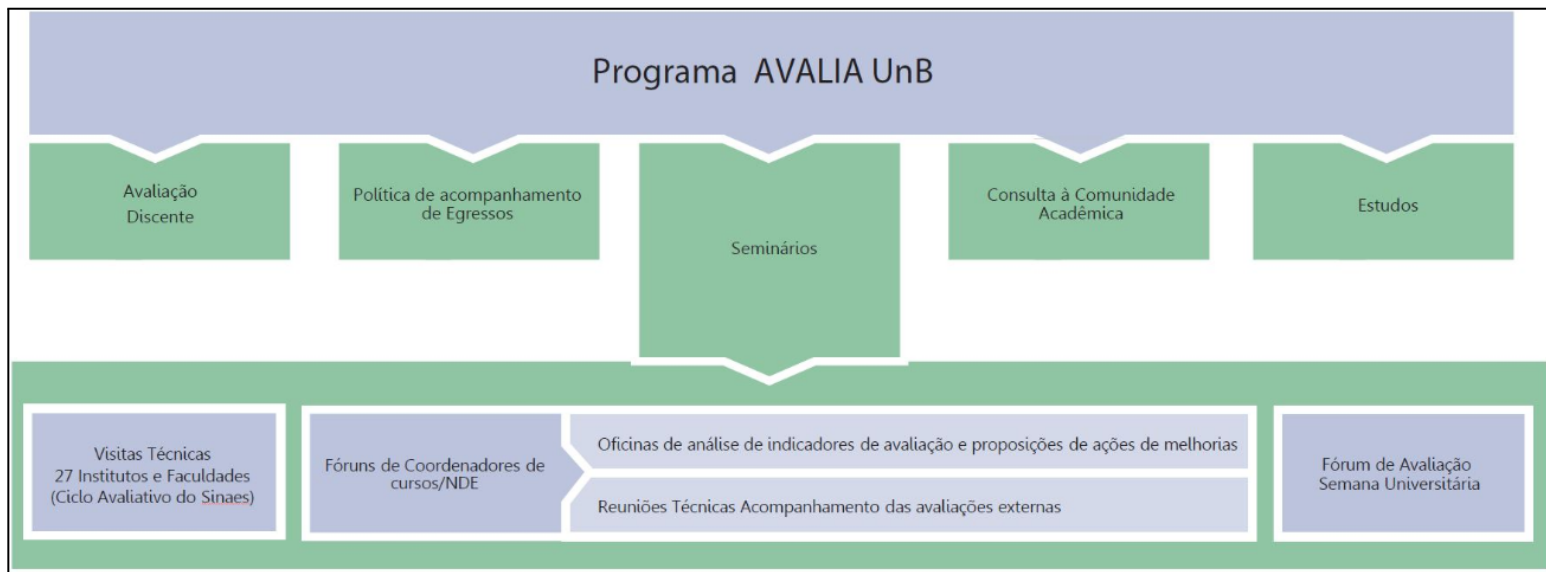 Programa AVALIA UnB
Avaliação
Discente
Política de acompanhamento
de Egressos
Seminários
Consulta à Comunidade
Acadêmica
Estudos
Visitas Técnicas
27 Institutos e Faculdades
(Ciclo Avaliativo do Sinaes)
Fóruns de Coordenadores de
cursos/NDE
Oficinas de análise de indicadores de avaliação e proposições de ações de melhorias
Reuniões Técnicas Acompanhamento das avaliações externas
Fórum de Avaliação
Semana Universitária